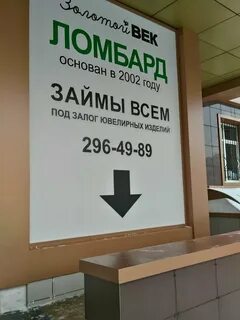 Золотой ВЕК
ЛОМБАРД
основан в 2002 году
ЗАЙМЫ ВСЕМ
ПОД ЗАЛОГ ЮВЕЛИРНЫХ ИЗДЕЛИЙ
296-49-89